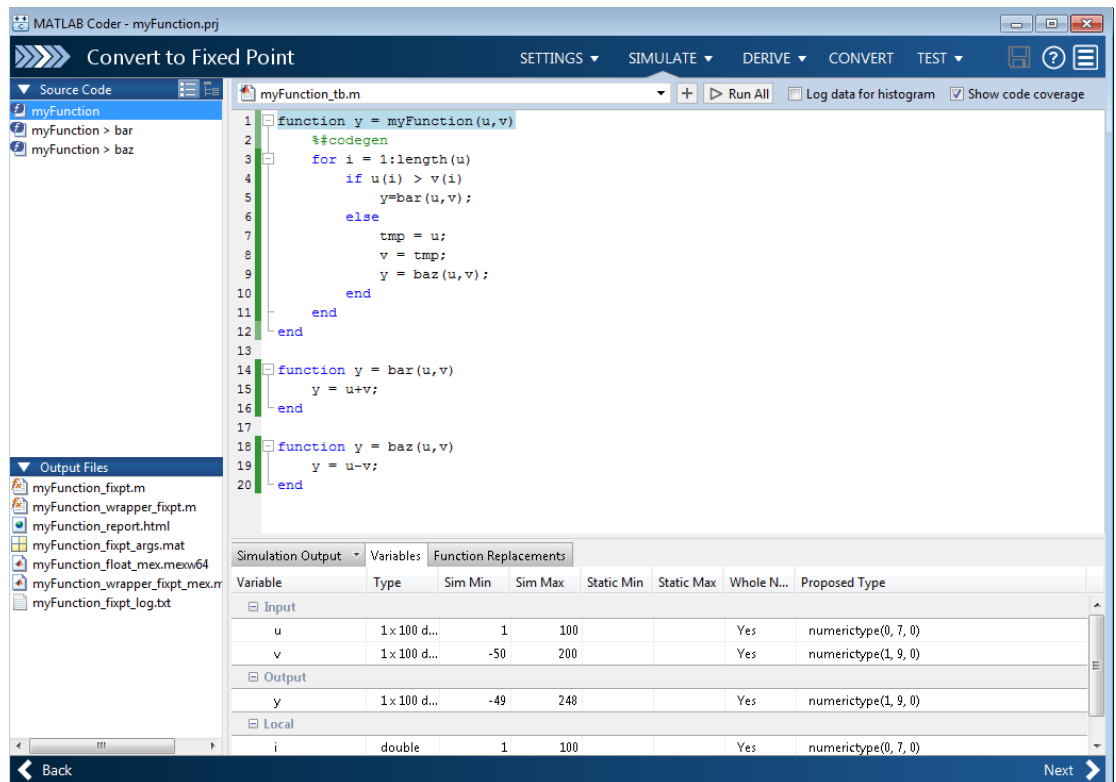 MATLAB Coder - myFunction.prj
Convert to Fixed Point
SETTINGS SIMULATE DERIVE CONVERT TEST
Source Code
myFunction
myFunction > bar
myFunction > baz
Output Files
myFunction_fixpt.m
myFunction_wrapper_fixpt.m
myFunction_report.html
myFunction_fixpt_args.mat
myFunction_float_mex.mexw64
myFunction_wrapper_fixpt_mex.m
myFunction_fixpt_log.txt
myFunction_tb.m Run All Log data for histogram Show code coverage
1 function y = myFunction(u,v)
2 %#codegen
3 for i = 1:length(u)
4 if u(i) > v(i)
5 y=bar(u,v);
6 else
7 tmp = u;
8 v = tmp;
9 y = baz(u,v);
10 end
11 end
12 end
13
14 function y = bar(u,v)
15 y = u+v;
16 end
17
18 function y = baz(u,v)
19 y = u-v;
20 end
Simulation Output Variables Function Replacements
Variable Type Sim Min Sim Max Static Min Static Max Whole N... Proposed Type
Input
u 1 x 100 d... 1 100 Yes numerictype(0, 7, 0)
v 1 x 100 d... -50 200 Yes numerictype(1, 9, 0)
Output
y 1 x 100 d... -49 248 Yes numerictype(1, 9, 0)
Local
i double 1 100 Yes numerictype(0, 7, 0)
Back Next